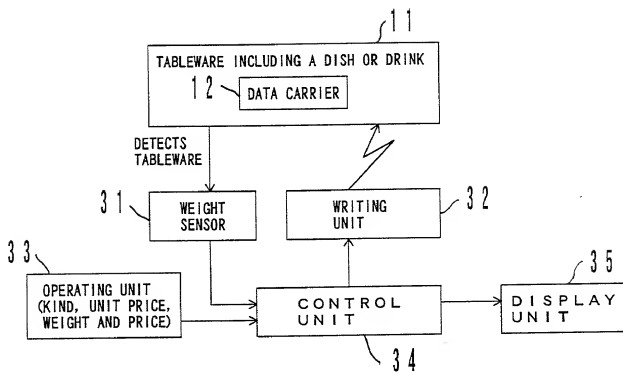 11
TABLEWARE INCLUDING A DISH OR DRINK
12
DATA CARRIER
DETECTS
TABLEWARE
31
WEIGHT
SENSOR
WRITING
UNIT
32
33
OPERATING UNIT
(KIND, UNIT PRICE,
WEIGHT AND PRICE)
CONTROL
UNIT
34
35
DISPLAY
UNIT